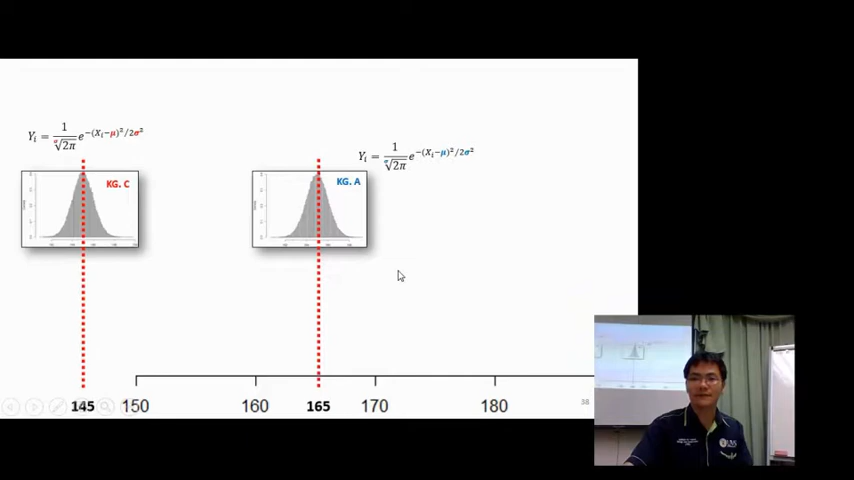 Yᵢ = 1/σ√2π e^−(Xᵢ−μ)²/2σ²
Yᵢ = 1/σ√2π e^−(Xᵢ−μ)²/2σ²
KG. C
KG. A
145
150
160
165
170
180
38